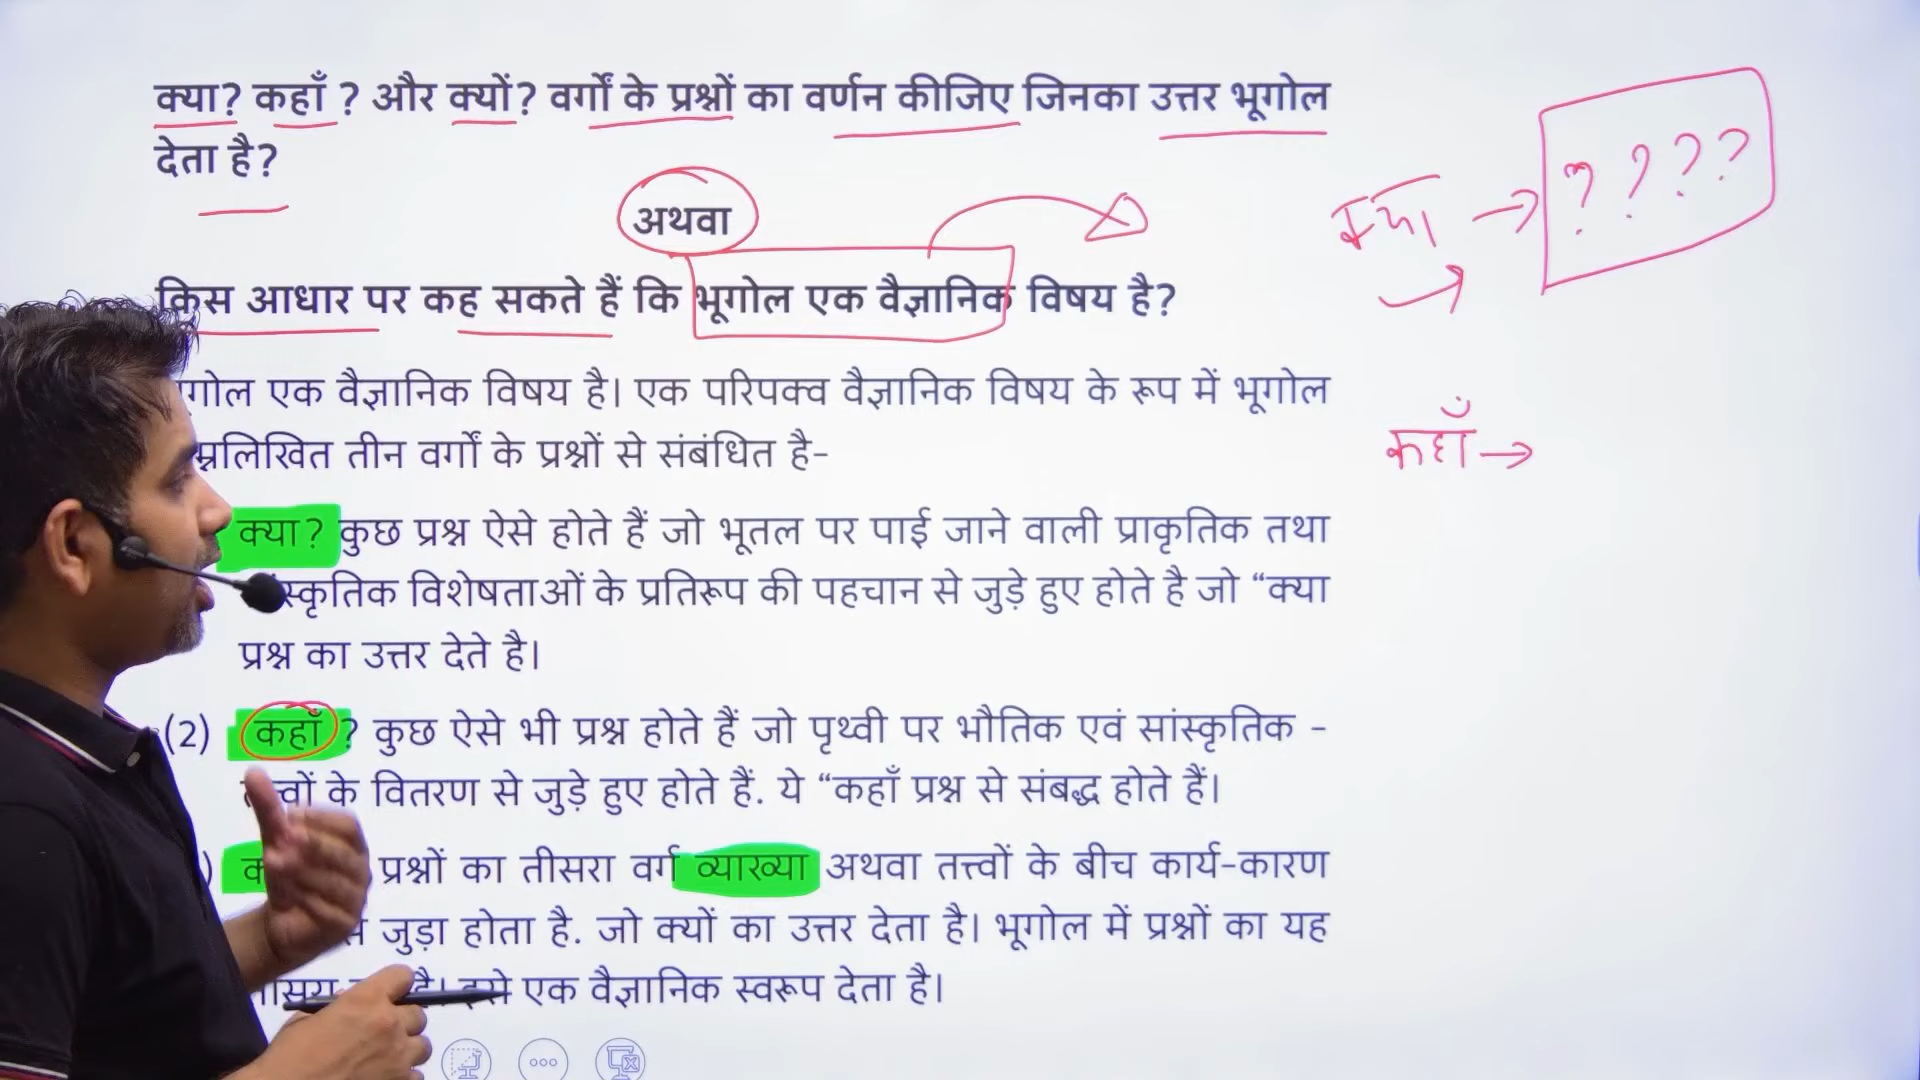 क्या? कहाँ ? और क्यों? वर्गों के प्रश्नों का वर्णन कीजिए जिनका उत्तर भूगोल
देता है?
अथवा
किस आधार पर कह सकते हैं कि भूगोल एक वैज्ञानिक विषय है?
एक वैज्ञानिक विषय है। एक परिपक्व वैज्ञानिक विषय के रूप में भूगोल
तीन वर्गों के प्रश्नों से संबंधित है-
क्या? कुछ प्रश्न ऐसे होते हैं जो भूतल पर पाई जाने वाली प्राकृतिक तथा
विशेषताओं के प्रतिरूप की पहचान से जुड़े हुए होते है जो “क्या
प्रश्न का उत्तर देते है।
(2) कहाँ ? कुछ ऐसे भी प्रश्न होते हैं जो पृथ्वी पर भौतिक एवं सांस्कृतिक -
के वितरण से जुड़े हुए होते हैं. ये “कहाँ प्रश्न से संबद्ध होते हैं।
प्रश्नों का तीसरा वर्ग व्याख्या अथवा तत्त्वों के बीच कार्य-कारण
जुड़ा होता है. जो क्यों का उत्तर देता है। भूगोल में प्रश्नों का यह
है। इसे एक वैज्ञानिक स्वरूप देता है।
क्या → ? ? ? ?
कहाँ →